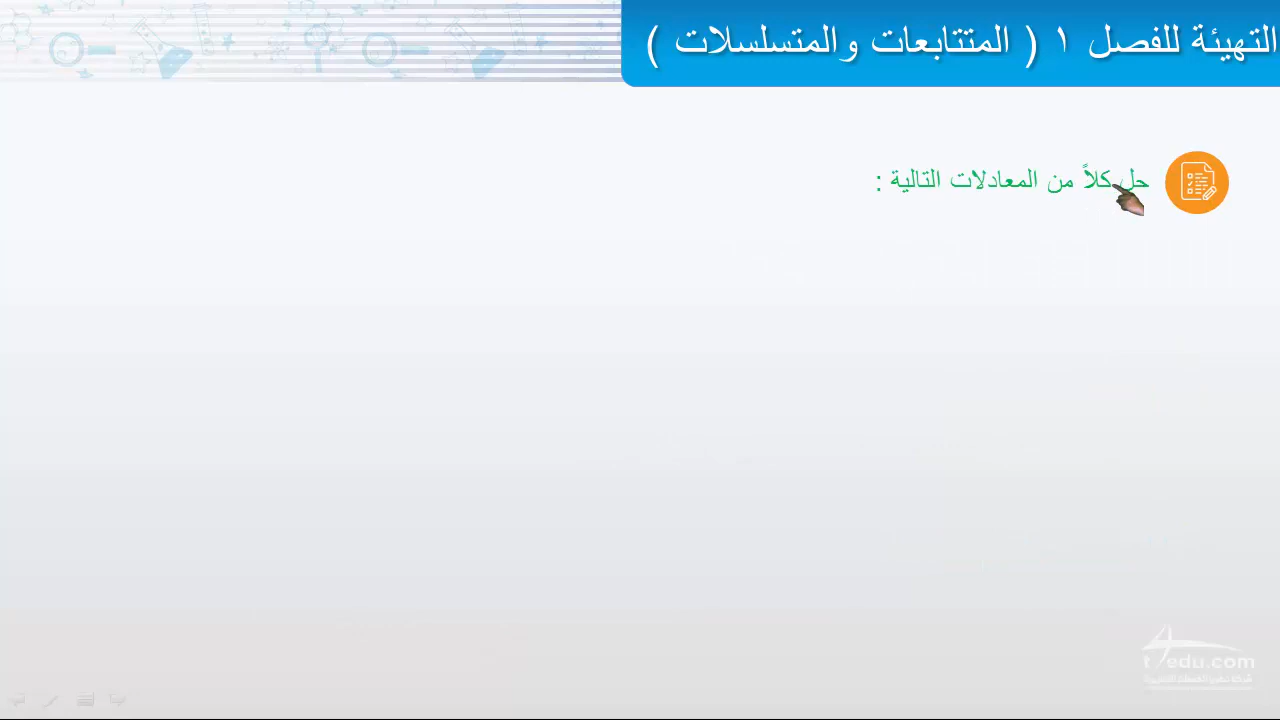 التهيئة للفصل ١ ( المتتابعات والمتسلسلات )
حل كلاً من المعادلات التالية :
t4edu.com